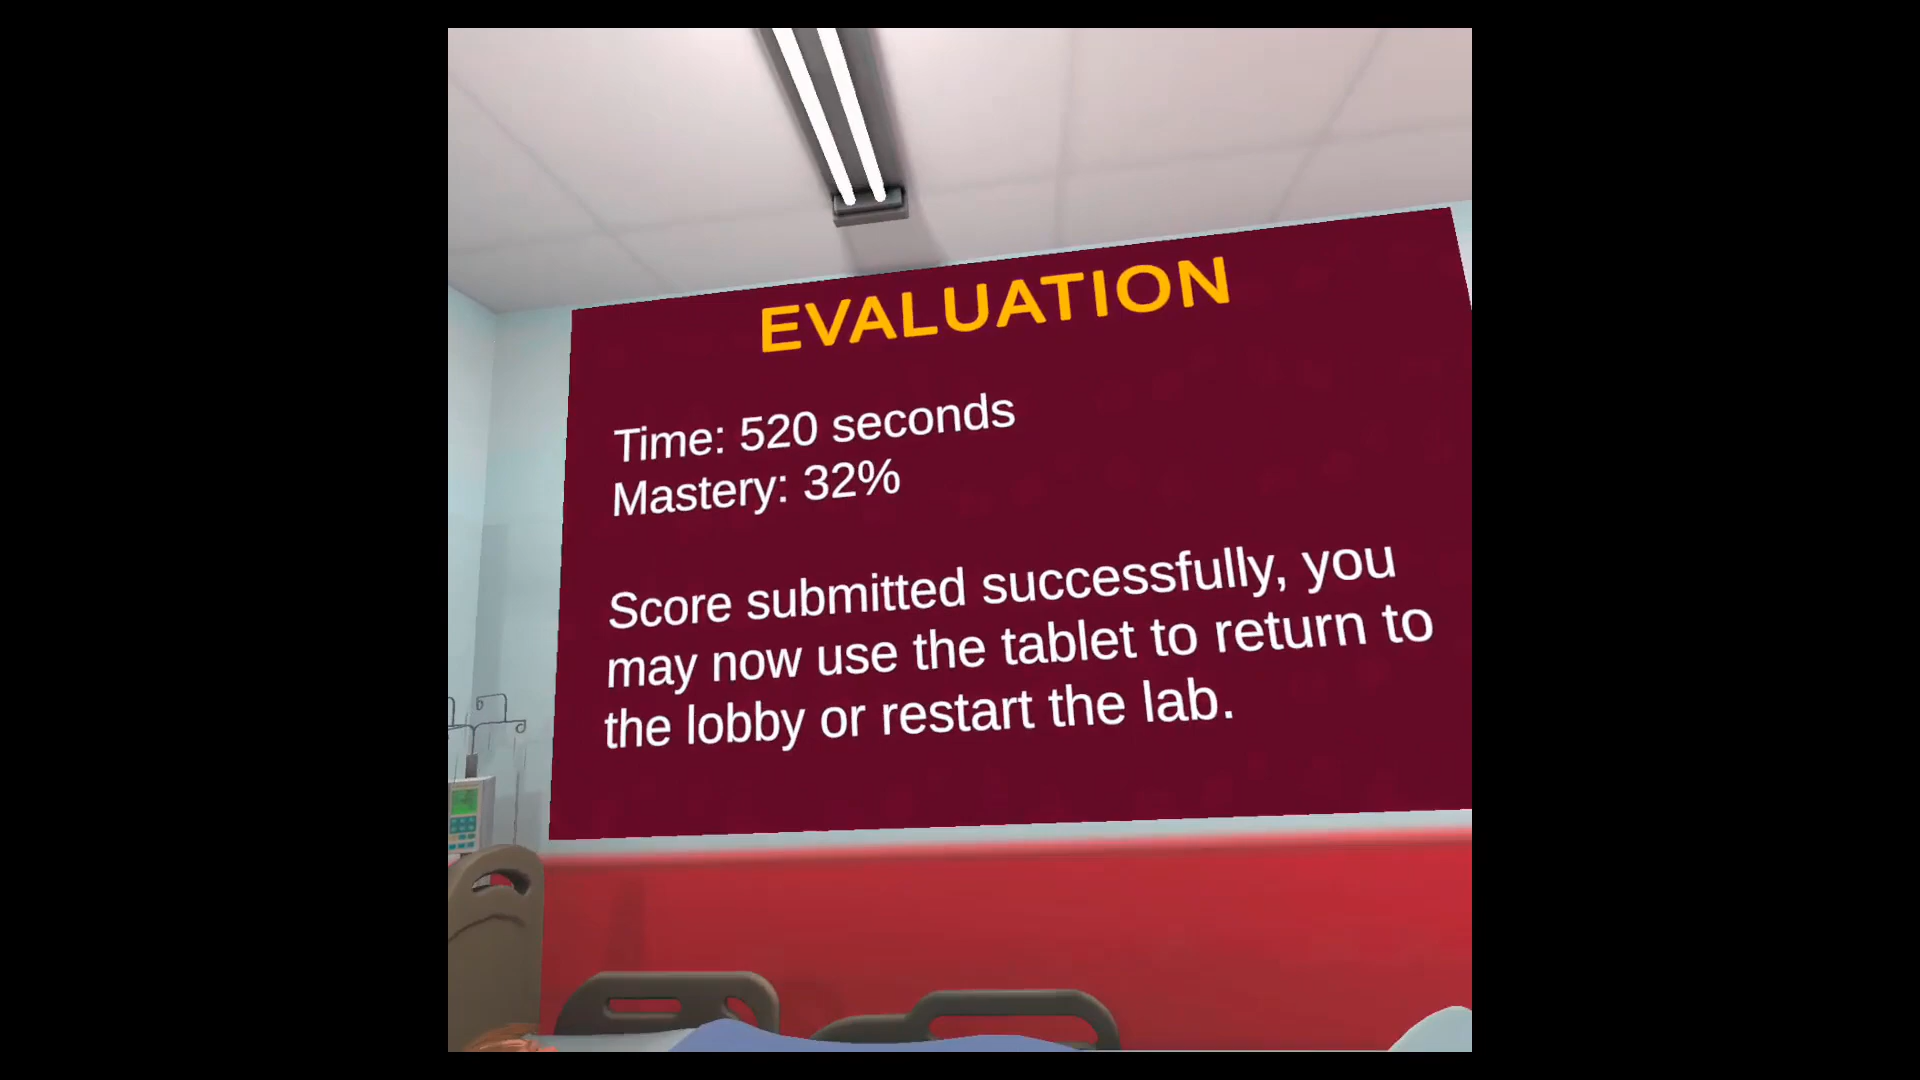 EVALUATION
Time: 520 seconds
Mastery: 32%
Score submitted successfully, you
may now use the tablet to return to
the lobby or restart the lab.